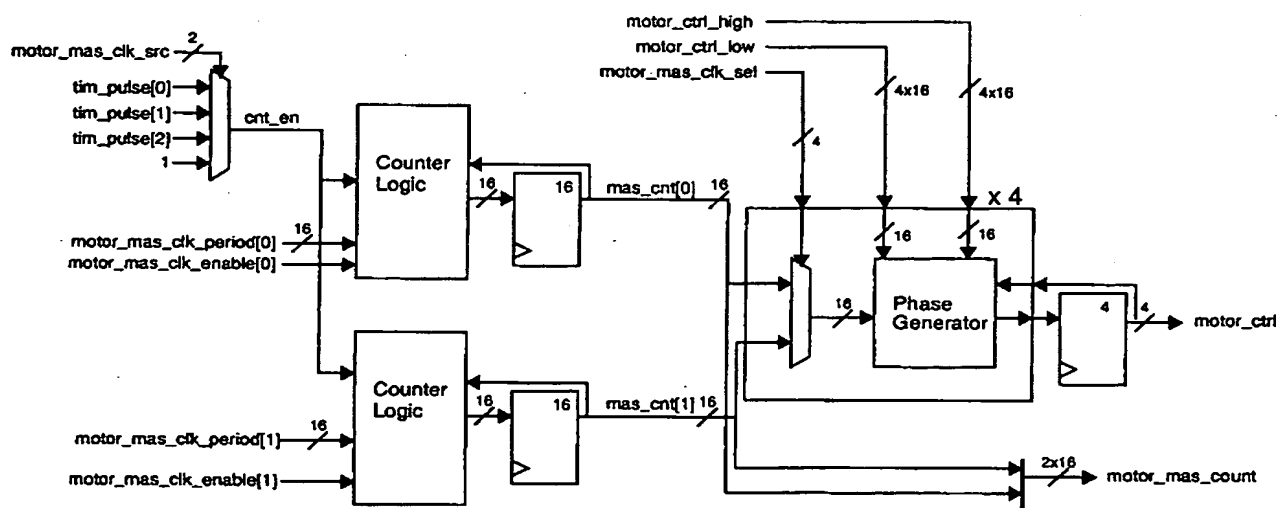 motor_ctrl_high
motor_ctrl_low
motor_mas_clk_sel
motor_mas_clk_src
2
tim_pulse[0]
tim_pulse[1]
tim_pulse[2]
1
cnt_en
4x16
4x16
4
Counter
Logic
16
16
mas_cnt[0]
16
x 4
16
16
motor_mas_clk_period[0]
16
motor_mas_clk_enable[0]
16
Phase
Generator
4
4
motor_ctrl
Counter
Logic
16
16
mas_cnt[1]
16
motor_mas_clk_period[1]
16
motor_mas_clk_enable[1]
2x16
motor_mas_count